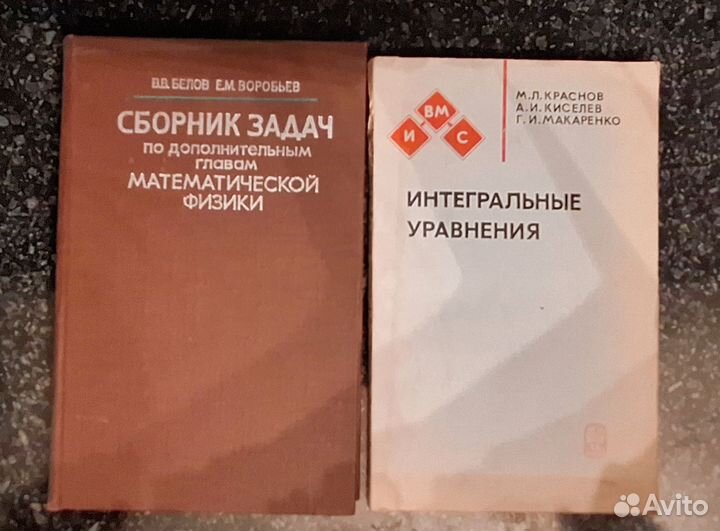 В.В. БЕЛОВ Е.М. ВОРОБЬЕВ
СБОРНИК ЗАДАЧ
ПО ДОПОЛНИТЕЛЬНЫМ
ГЛАВАМ
МАТЕМАТИЧЕСКОЙ
ФИЗИКИ
ВМ
И С
М.Л. КРАСНОВ
А.И. КИСЕЛЕВ
Г.И. МАКАРЕНКО
ИНТЕГРАЛЬНЫЕ
УРАВНЕНИЯ
Avito